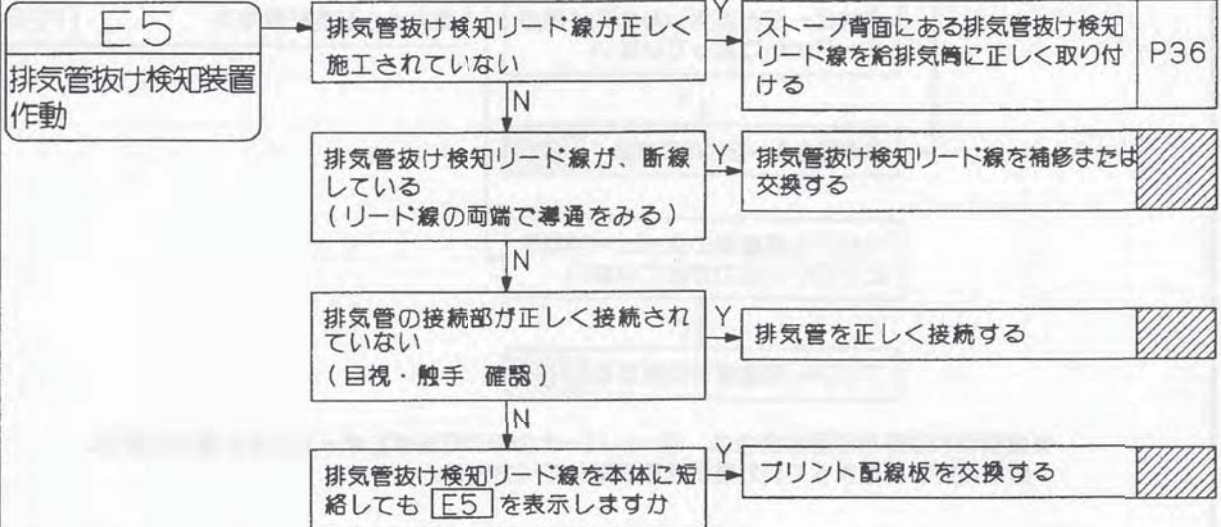 E5
排気管抜け検知装置
作動
排気管抜け検知リード線が正しく
施工されていない
Y
ストーブ背面にある排気管抜け検知
リード線を給排気筒に正しく取り付
ける
P36
N
排気管抜け検知リード線が、断線
している
(リード線の両端で導通をみる)
Y
排気管抜け検知リード線を補修または
交換する
N
排気管の接続部が正しく接続され
ていない
(目視・触手 確認)
Y
排気管を正しく接続する
N
排気管抜け検知リード線を本体に短
絡しても E5 を表示しますか
Y
プリント配線板を交換する